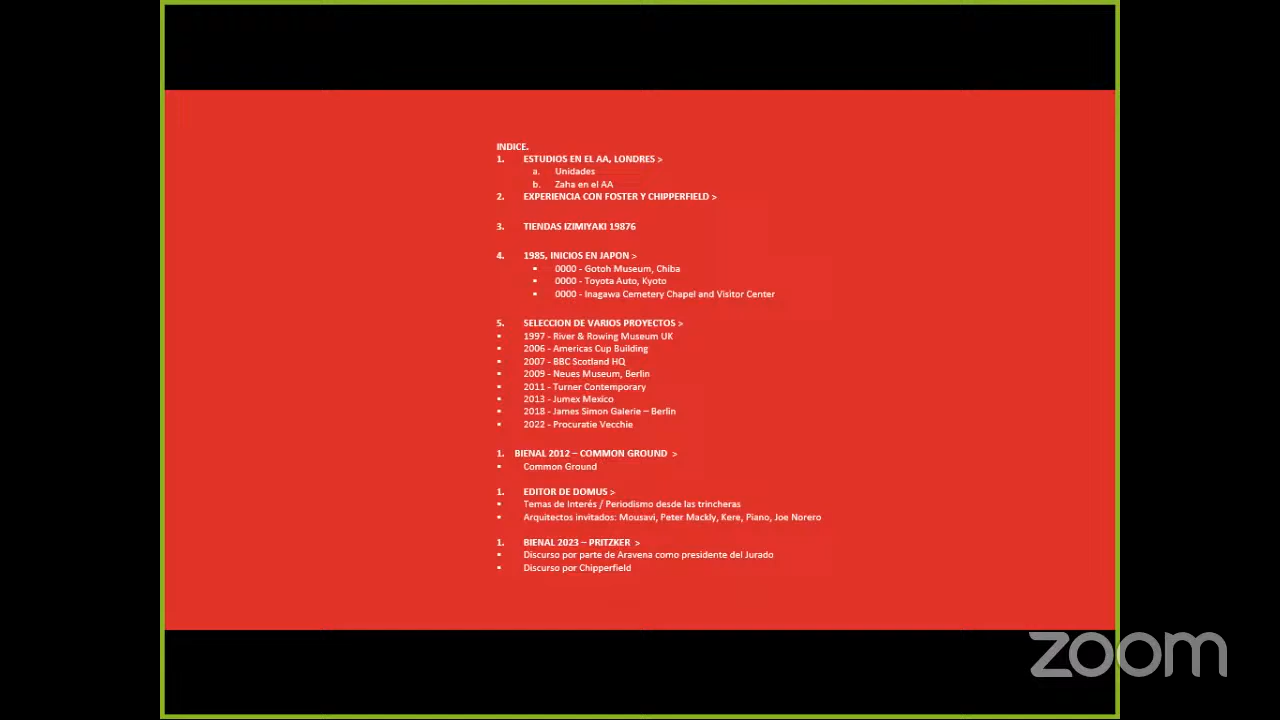 INDICE.
1. ESTUDIOS EN EL AA, LONDRES >
a. Unidades
b. Zaha en el AA
2. EXPERIENCIA CON FOSTER Y CHIPPERFIELD >
3. TIENDAS IZIMIYAKI 19876
4. 1985, INICIOS EN JAPON >
▪ 0000 - Gotoh Museum, Chiba
▪ 0000 - Toyota Auto, Kyoto
▪ 0000 - Inagawa Cemetery Chapel and Visitor Center
5. SELECCION DE VARIOS PROYECTOS >
▪ 1997 - River & Rowing Museum UK
▪ 2006 - Americas Cup Building
▪ 2007 - BBC Scotland HQ
▪ 2009 - Neues Museum, Berlin
▪ 2011 - Turner Contemporary
▪ 2013 - Jumex Mexico
▪ 2018 - James Simon Galerie – Berlin
▪ 2022 - Procuratie Vecchie
1. BIENAL 2012 – COMMON GROUND >
▪ Common Ground
1. EDITOR DE DOMUS >
▪ Temas de Interés / Periodismo desde las trincheras
▪ Arquitectos invitados: Mousavi, Peter Mackly, Kere, Piano, Joe Norero
1. BIENAL 2023 – PRITZKER >
▪ Discurso por parte de Aravena como presidente del Jurado
▪ Discurso por Chipperfield
zoom